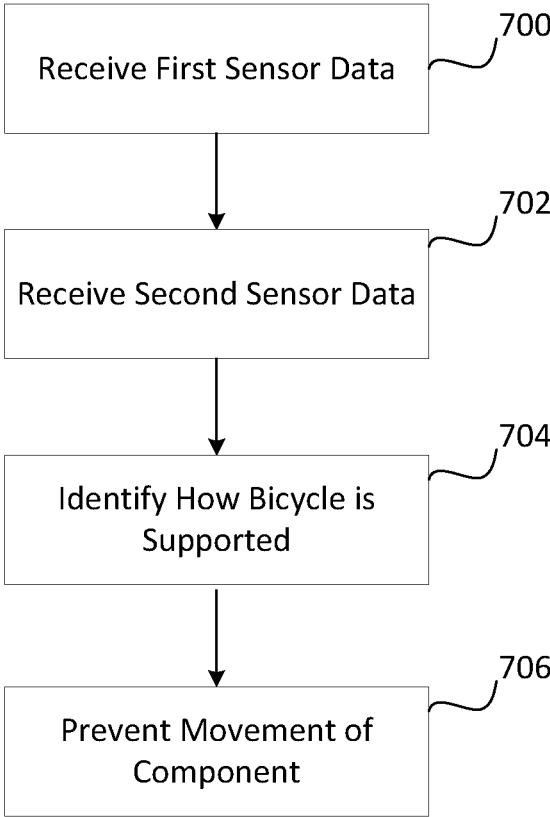 700
Receive First Sensor Data
702
Receive Second Sensor Data
704
Identify How Bicycle is
Supported
706
Prevent Movement of
Component